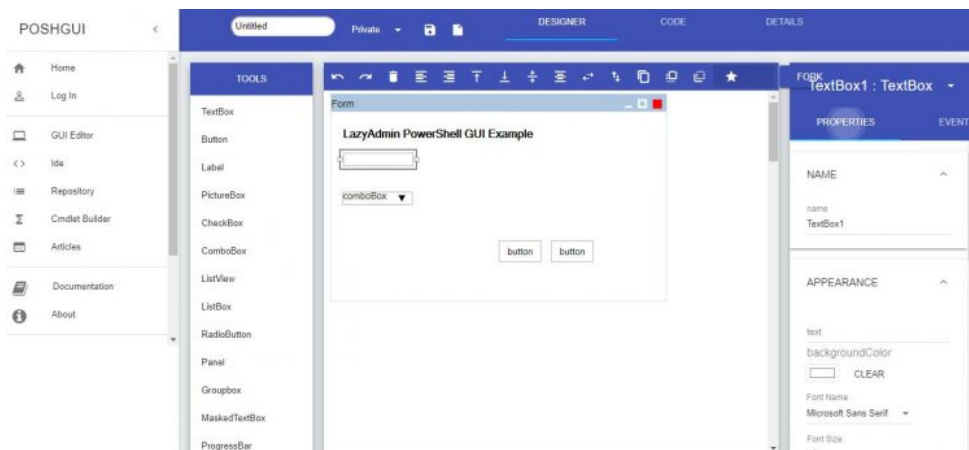 POSHGUI
Home
Log In
GUI Editor
Ide
Repository
Cmdlet Builder
Articles
Documentation
About
Untitled
Private
DESIGNER
CODE
DETAILS
TOOLS
TextBox
Button
Label
PictureBox
CheckBox
ComboBox
ListView
ListBox
RadioButton
Panel
Groupbox
MaskedTextBox
ProgressBar
FORK
Form
LazyAdmin PowerShell GUI Example
comboBox
button button
TextBox1 : TextBox
PROPERTIES
EVENT
NAME
name
TextBox1
APPEARANCE
text
backgroundColor
CLEAR
Font Name
Microsoft Sans Serif
Font Size